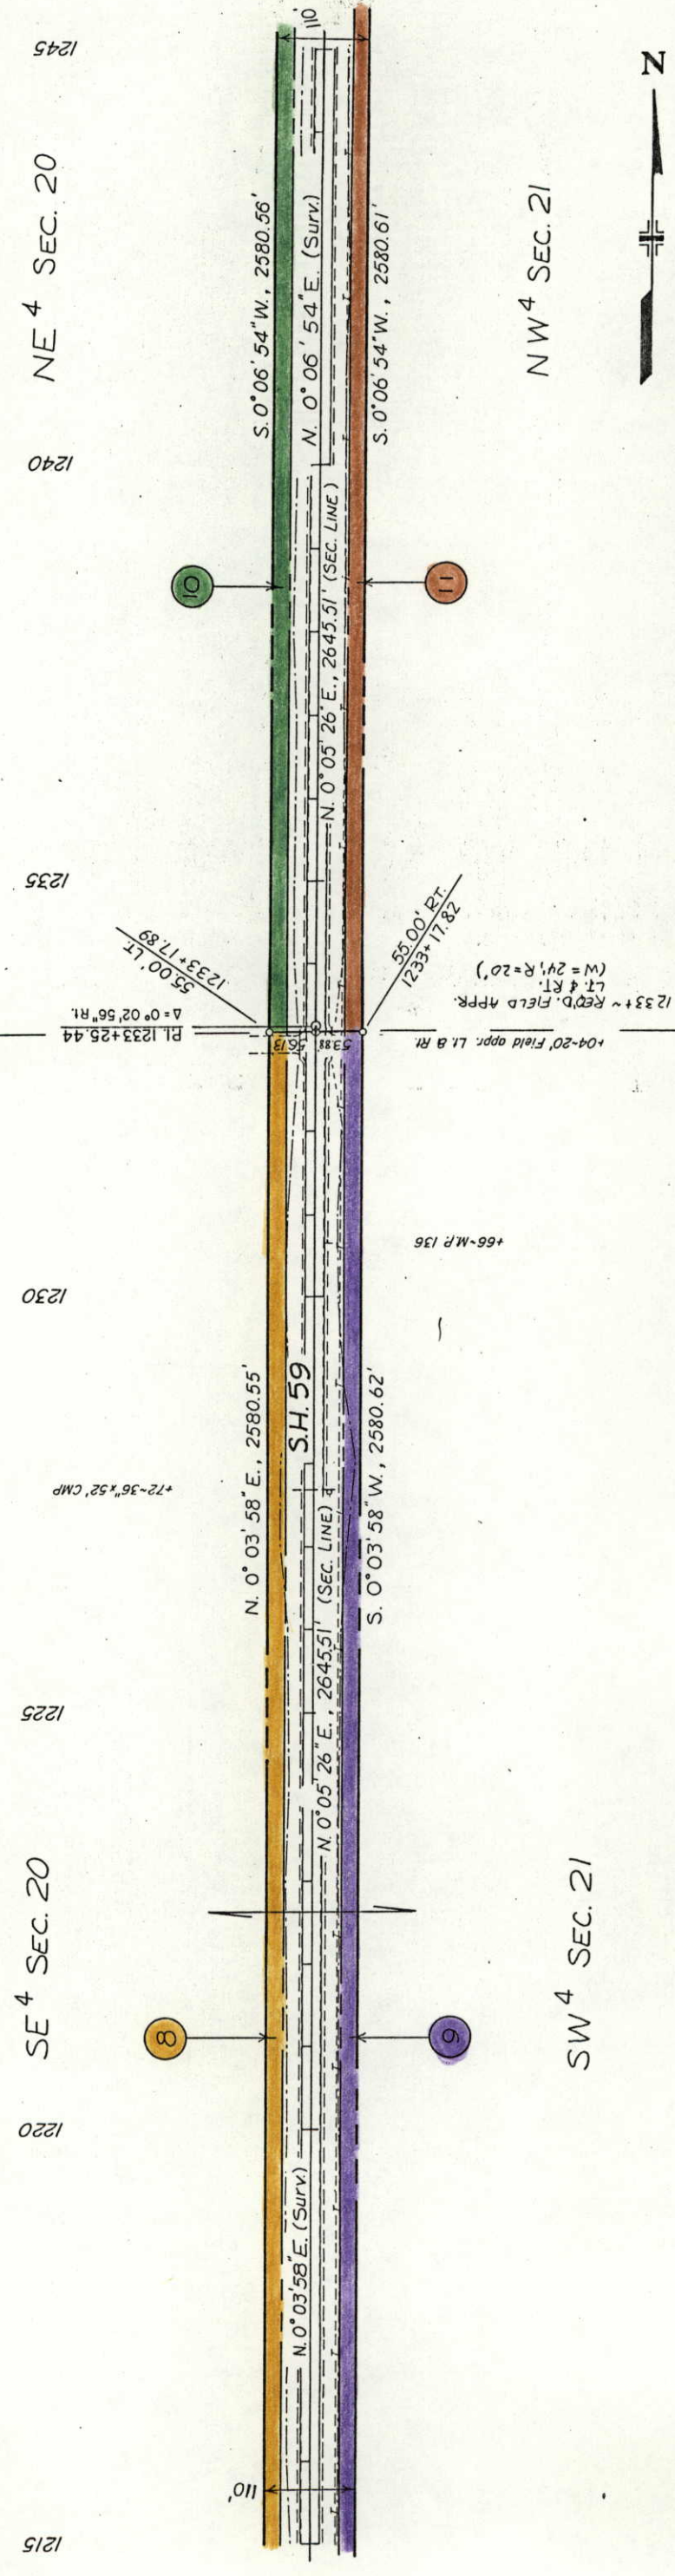 1245
110'
N
NE 4 SEC. 20
S. 0° 06' 54" W., 2580.56'
N. 0° 06' 54" E. (Surv.)
S. 0° 06' 54" W., 2580.61'
NW 4 SEC. 21
1240
10
N. 0° 05' 26" E., 2645.51' (SEC. LINE)
11
1235
55.00' LT.
1233+17.89
55.00' RT.
1233+17.82
P.I. 1233+25.44
Δ = 0° 02' 56" Rt.
1233+ ~ REQ'D. FIELD APPR.
LT. & RT.
(W = 24', R = 20')
56.13
53.88
+04~20' Field appr. Lt. & Rt.
+66~M.P. 136
1230
N. 0° 03' 58" E., 2580.55'
S.H. 59
S. 0° 03' 58" W., 2580.62'
+72~36"x52' CMP
N. 0° 05' 26" E., 2645.51' (SEC. LINE)
1225
SE 4 SEC. 20
SW 4 SEC. 21
8
9
1220
N. 0° 03' 58" E. (Surv.)
110'
1215